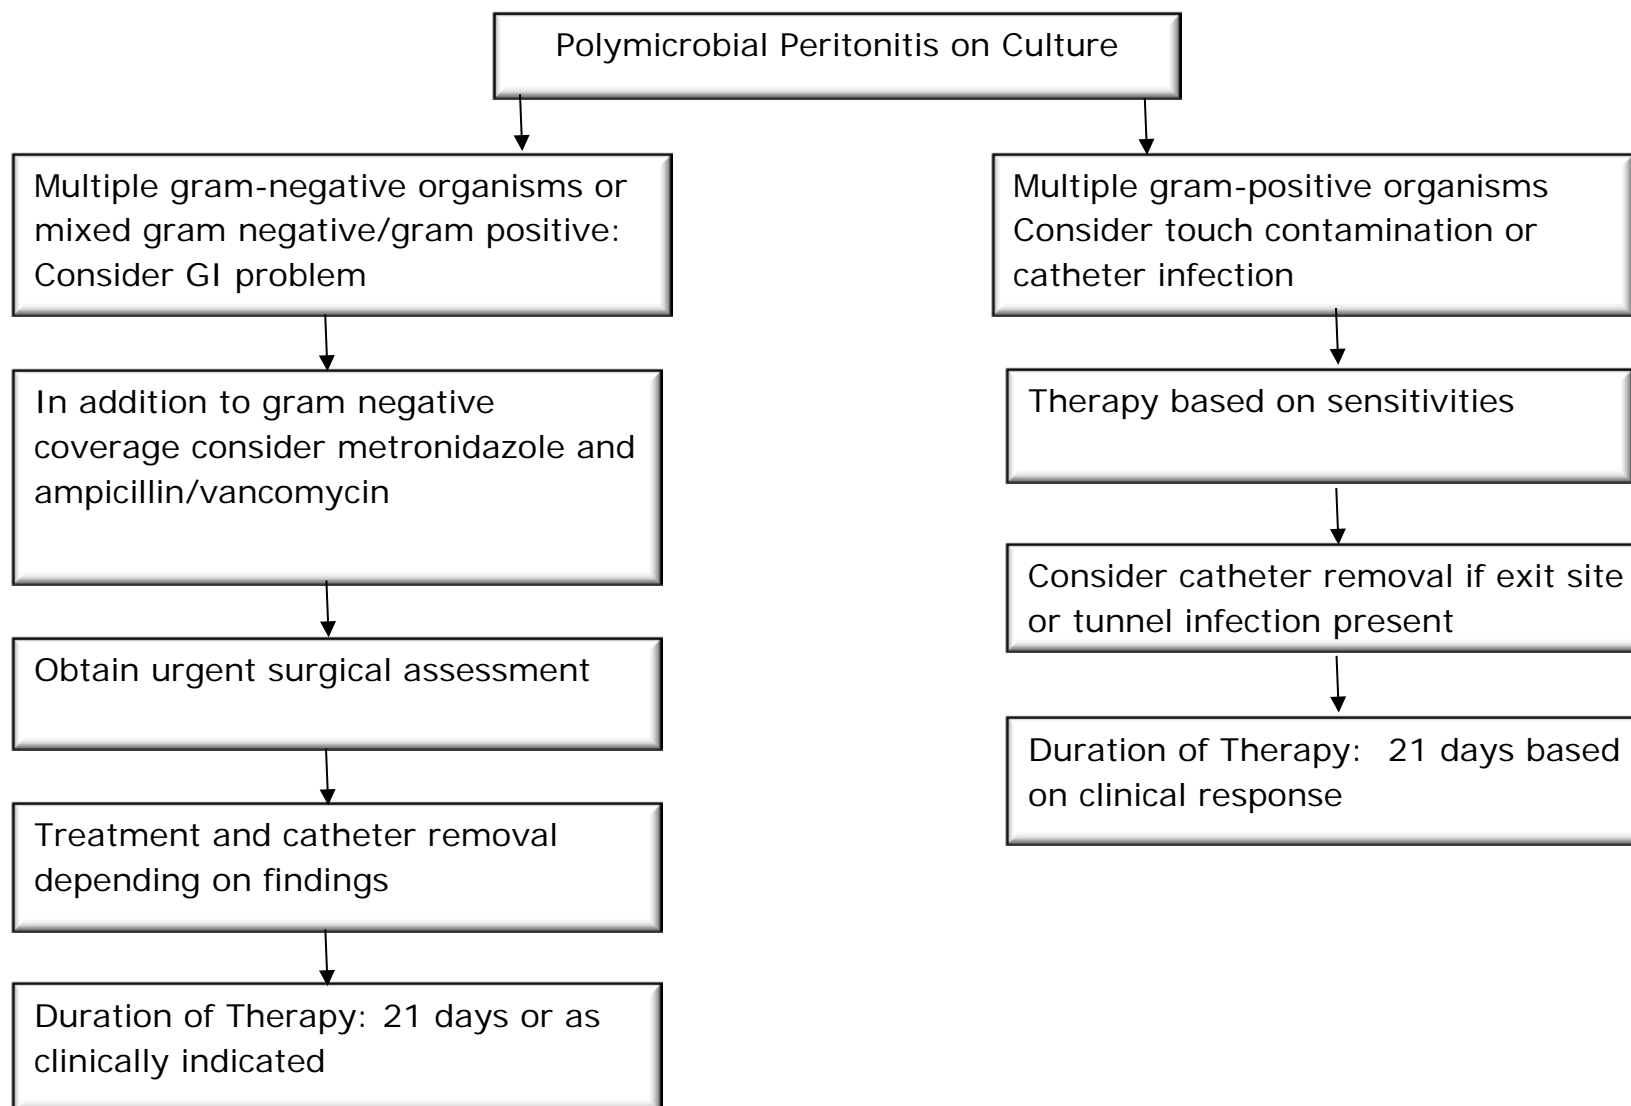 Polymicrobial Peritonitis on Culture
Multiple gram-negative organisms or
mixed gram negative/gram positive:
Consider GI problem
In addition to gram negative
coverage consider metronidazole and
ampicillin/vancomycin
Obtain urgent surgical assessment
Treatment and catheter removal
depending on findings
Duration of Therapy: 21 days or as
clinically indicated
Multiple gram-positive organisms
Consider touch contamination or
catheter infection
Therapy based on sensitivities
Consider catheter removal if exit site
or tunnel infection present
Duration of Therapy:  21 days based
on clinical response